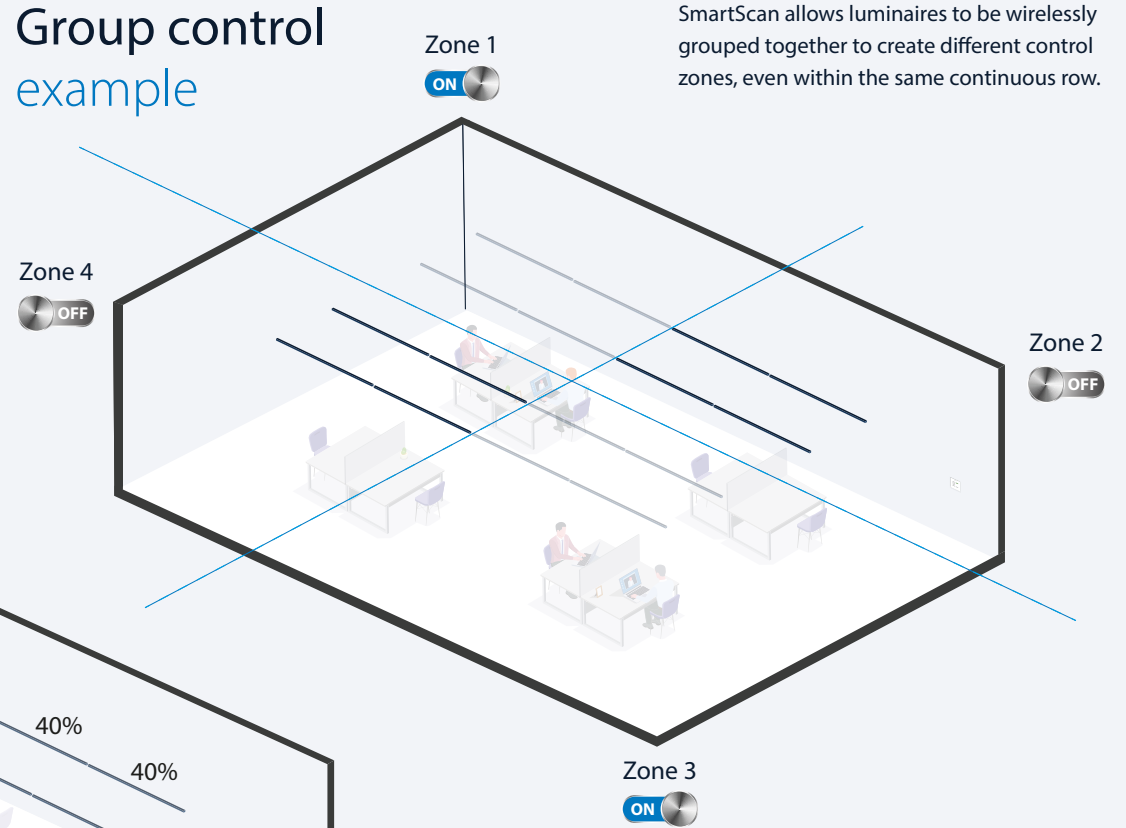 Group control
example
SmartScan allows luminaires to be wirelessly
grouped together to create different control
zones, even within the same continuous row.
Zone 1
ON
Zone 4
OFF
Zone 2
OFF
40%
40%
Zone 3
ON